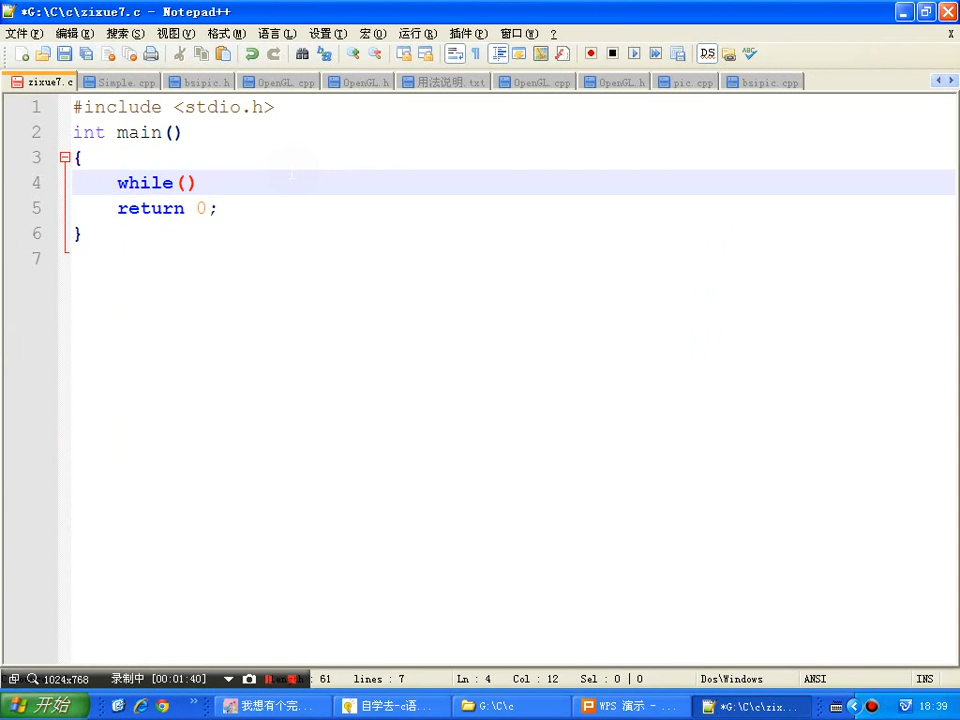 *G:\C\c\zixue7.c - Notepad++
文件(F) 编辑(E) 搜索(S) 视图(V) 格式(M) 语言(L) 设置(T) 宏(O) 运行(R) 插件(P) 窗口(W) ? X
zixue7.c Simple.cpp bsipic.h OpenGL.cpp OpenGL.h 用法说明.txt OpenGL.cpp OpenGL.h pic.cpp bsipic.cpp
1 #include <stdio.h>
2 int main()
3 {
4 while()
5 return 0;
6 }
7
1024x768 录制中 [00:01:40] : 61 lines : 7 Ln : 4 Col : 12 Sel : 0 | 0 Dos\Windows ANSI INS
开始 我想有个完... 自学去-c语... G:\C\c WPS 演示 - ... *G:\C\c\zix... 18:39